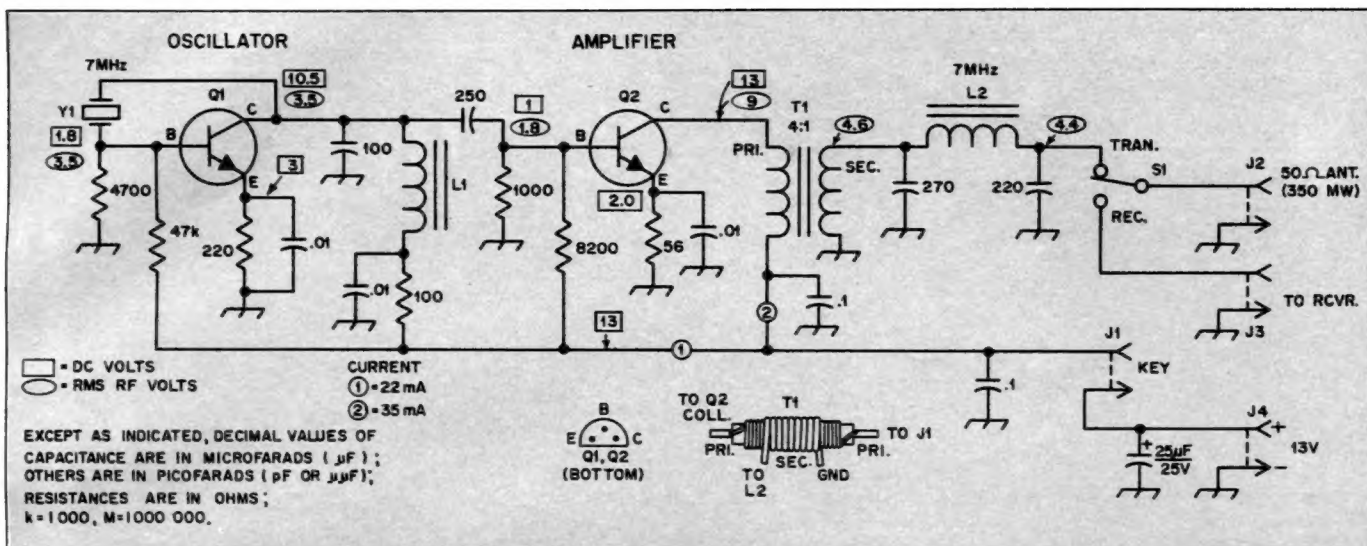 OSCILLATOR
AMPLIFIER
7MHz
Y1
1.8
3.5
Q1
10.5
3.5
B
C
E
3
4700
47k
220
.01
100
L1
.01
100
250
1
1.8
1000
Q2
B
C
E
2.0
8200
56
.01
13
9
T1
4:1
PRI.
SEC.
4.6
7MHz
L2
4.4
270
220
TRAN.
S1
REC.
J2
50Ω ANT.
(350 MW)
TO RCVR.
J3
2
.1
13
1
.1
J1
KEY
J4
+
13V
-
+
25µF
25V
= DC VOLTS
= RMS RF VOLTS
CURRENT
1 = 22 mA
2 = 35 mA
B
E C
Q1, Q2
(BOTTOM)
TO Q2
COLL.
T1
TO J1
PRI.
SEC.
PRI.
TO
L2
GND
EXCEPT AS INDICATED, DECIMAL VALUES OF
CAPACITANCE ARE IN MICROFARADS (µF);
OTHERS ARE IN PICOFARADS (pF OR µµF);
RESISTANCES ARE IN OHMS;
k=1000, M=1000 000.